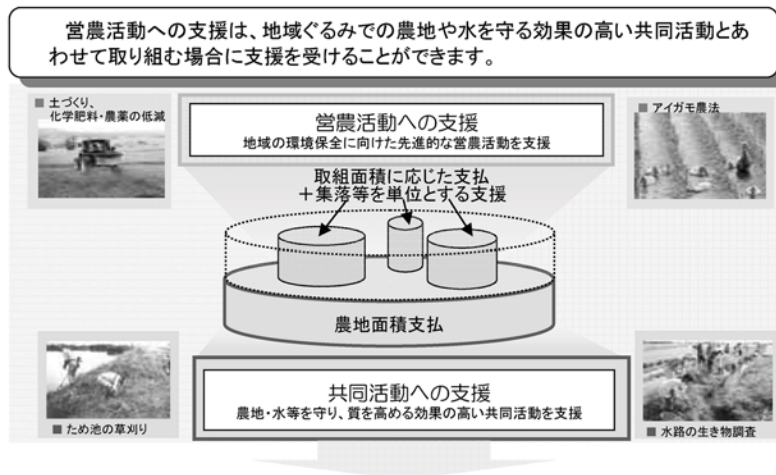 営農活動への支援は、地域ぐるみでの農地や水を守る効果の高い共同活動とあ
わせて取り組む場合に支援を受けることができます。
■土づくり、
化学肥料・農薬の低減
営農活動への支援
地域の環境保全に向けた先進的な営農活動を支援
■アイガモ農法
取組面積に応じた支払
＋集落等を単位とする支援
農地面積支払
共同活動への支援
農地・水等を守り、質を高める効果の高い共同活動を支援
■ため池の草刈り
■水路の生き物調査